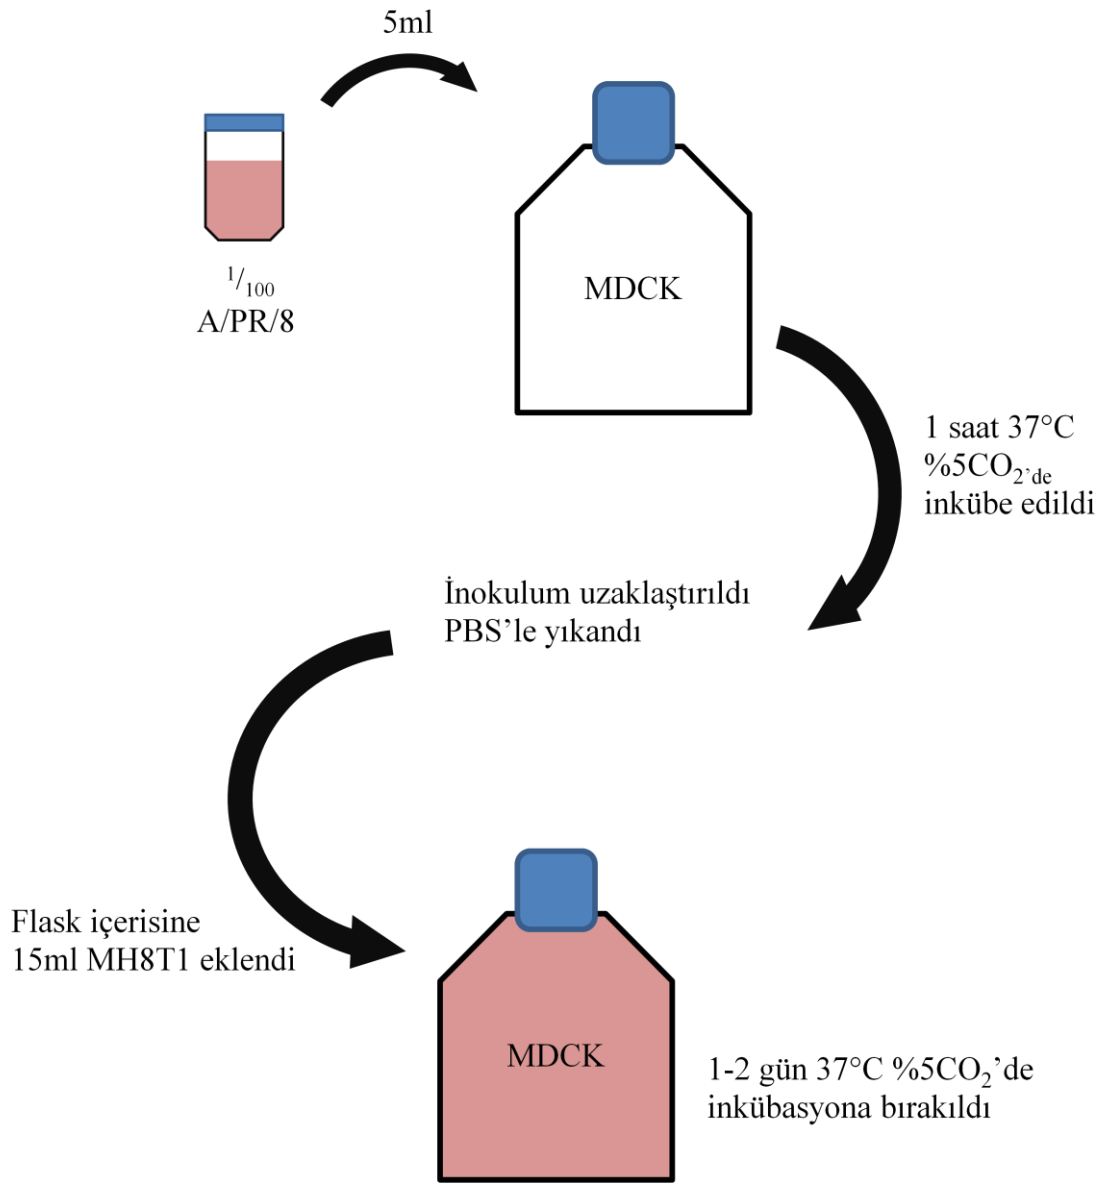 5ml
1/100
A/PR/8
MDCK
1 saat 37°C
%5CO2'de
inkübe edildi
İnokulum uzaklaştırıldı
PBS’le yıkandı
Flask içerisine
15ml MH8T1 eklendi
MDCK
1-2 gün 37°C %5CO2’de
inkübasyona bırakıldı